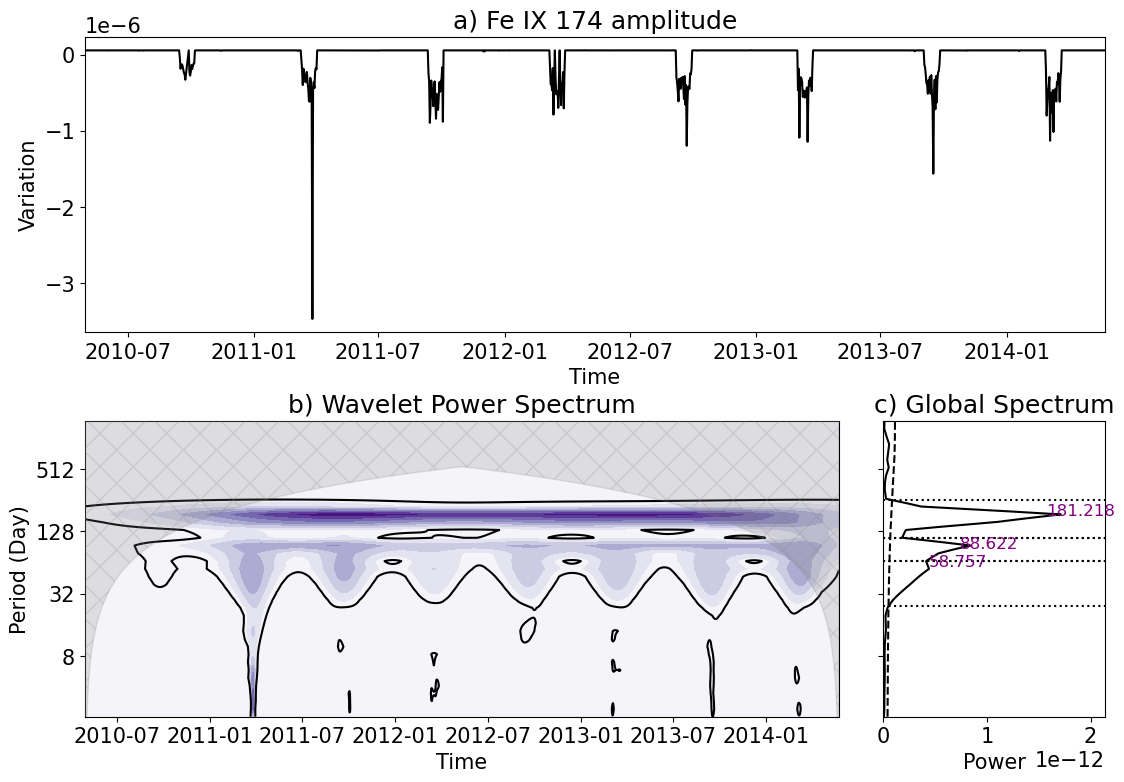 a) Fe IX 174 amplitude
1e−6
0
−1
−2
−3
Variation
2010-07 2011-01 2011-07 2012-01 2012-07 2013-01 2013-07 2014-01
Time
b) Wavelet Power Spectrum
512
128
32
8
Period (Day)
2010-07 2011-01 2011-07 2012-01 2012-07 2013-01 2013-07 2014-01
Time
c) Global Spectrum
181.218
88.622
58.757
0 1 2
Power 1e−12